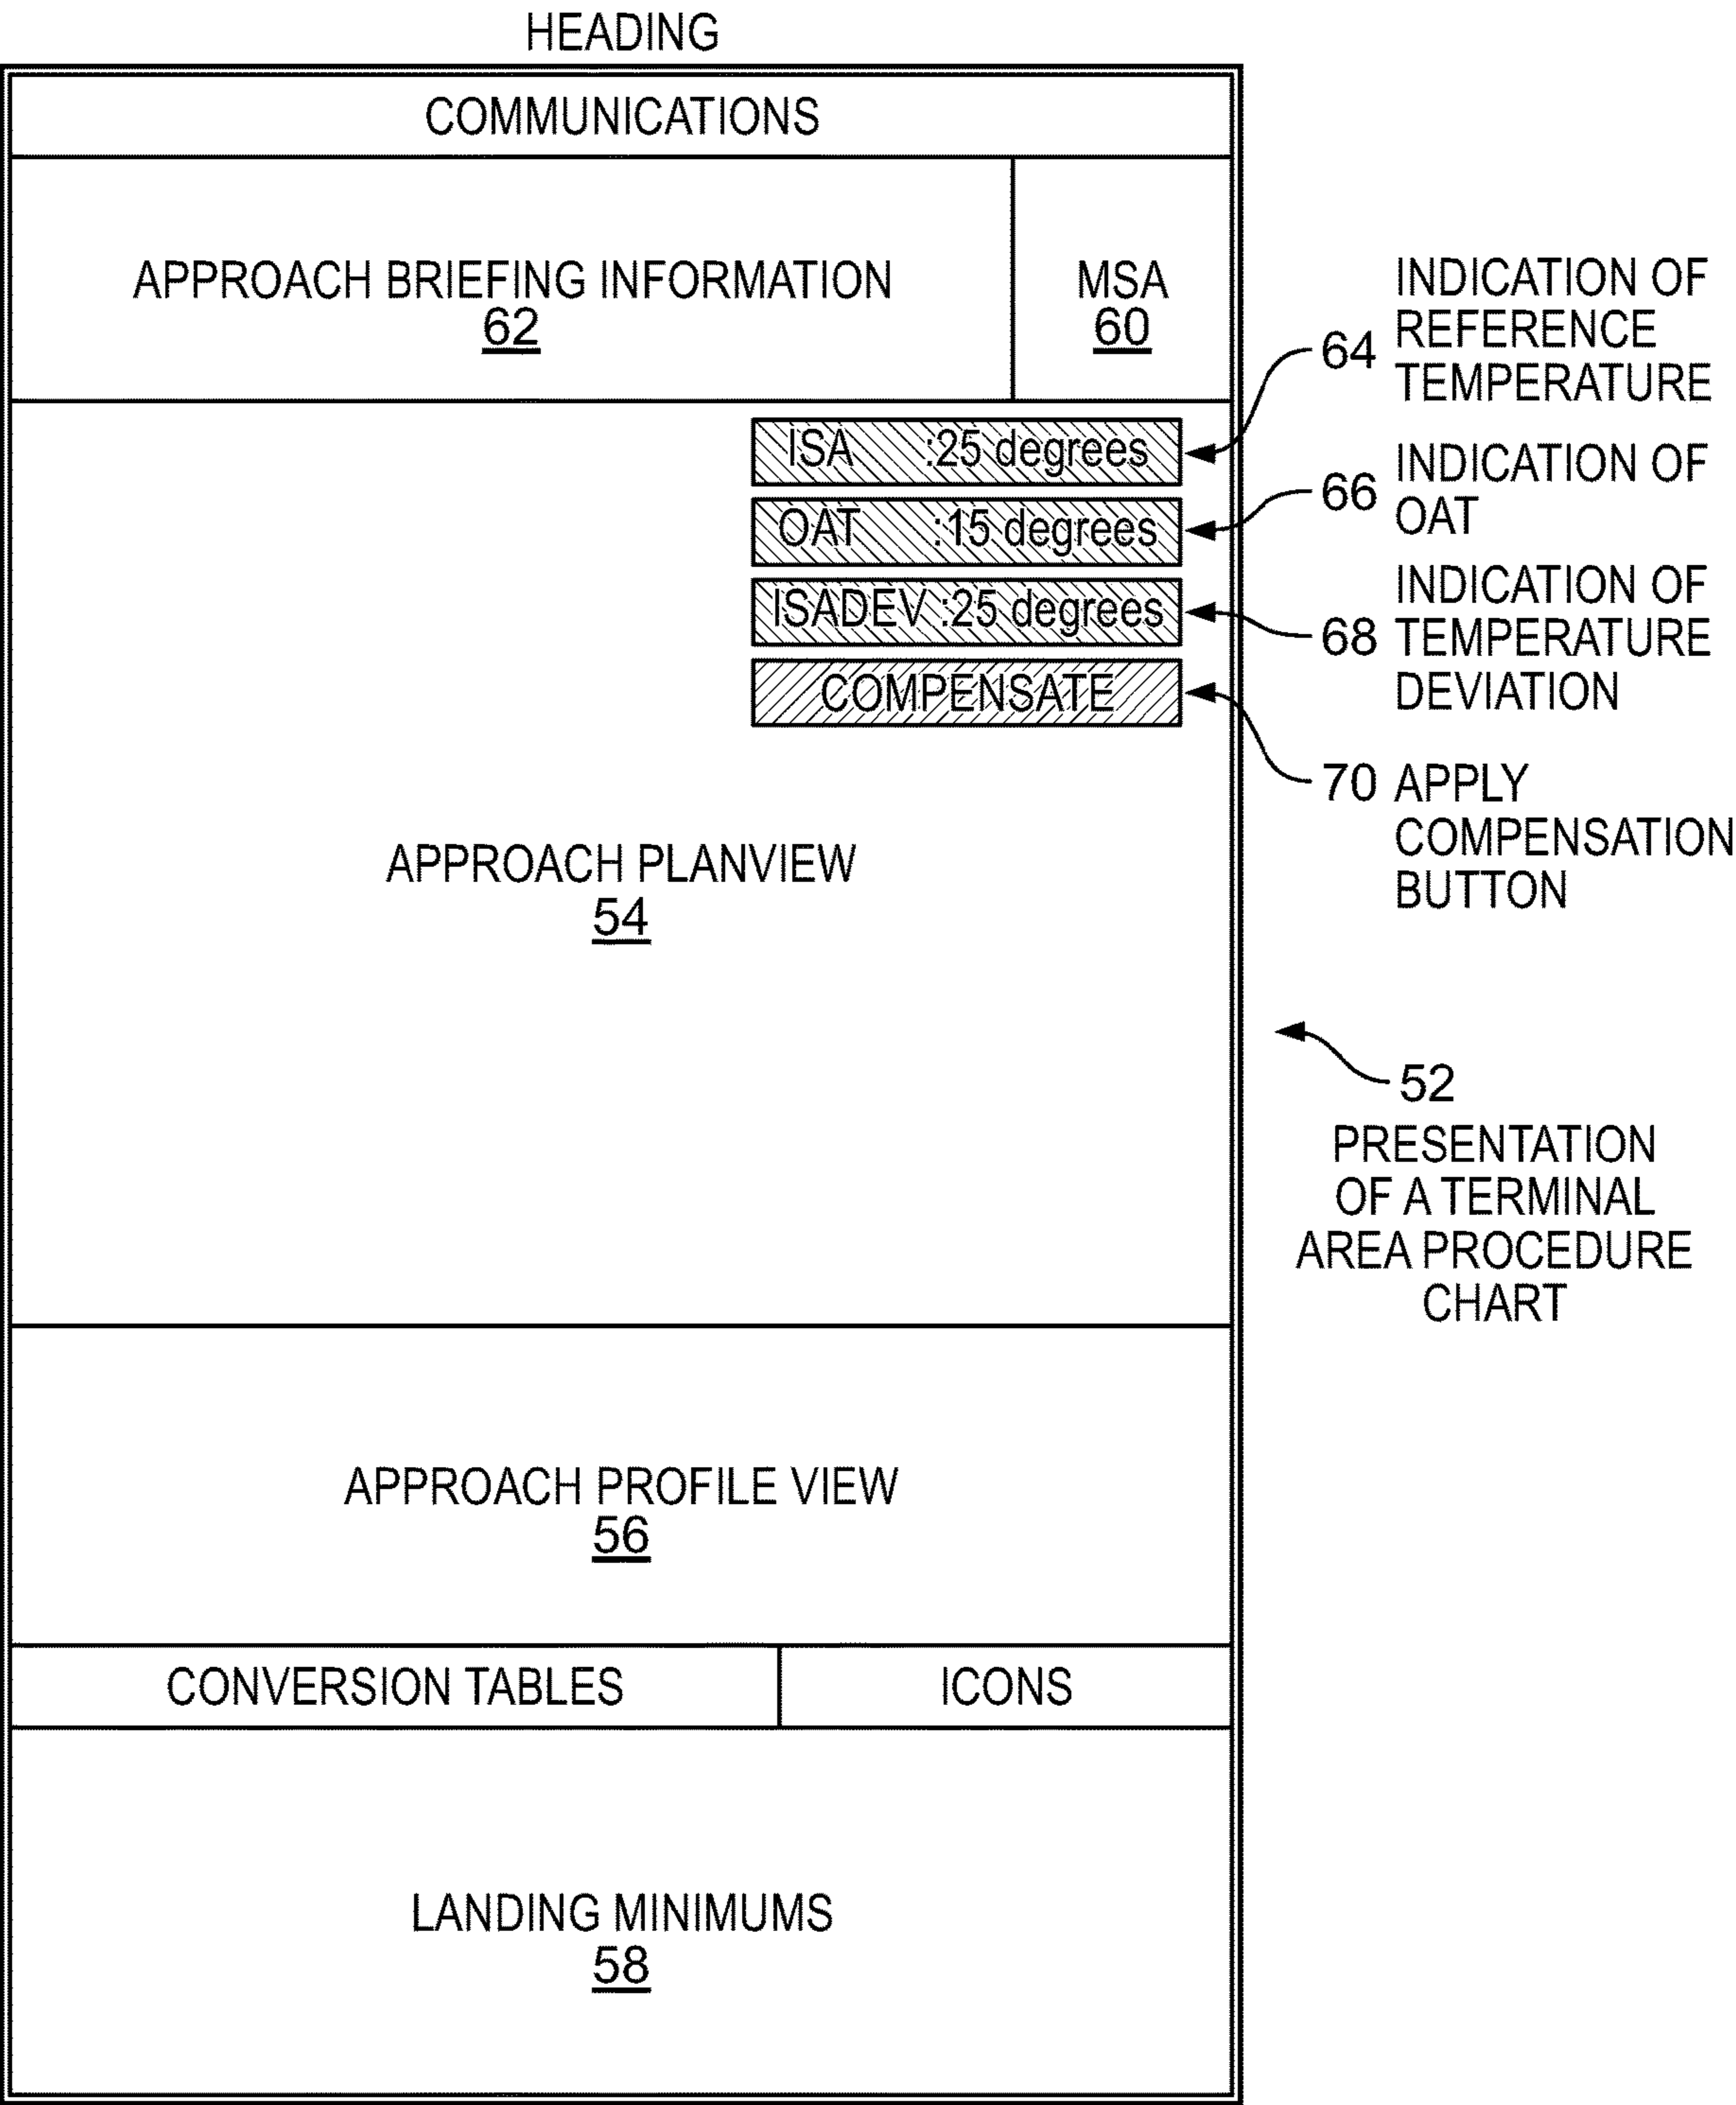 HEADING
COMMUNICATIONS
APPROACH BRIEFING INFORMATION
62
MSA
60
64
INDICATION OF
REFERENCE
TEMPERATURE
ISA :25 degrees
66
INDICATION OF
OAT
OAT :15 degrees
68
INDICATION OF
TEMPERATURE
DEVIATION
ISADEV :25 degrees
COMPENSATE
70
APPLY
COMPENSATION
BUTTON
APPROACH PLANVIEW
54
52
PRESENTATION
OF A TERMINAL
AREA PROCEDURE
CHART
APPROACH PROFILE VIEW
56
CONVERSION TABLES
ICONS
LANDING MINIMUMS
58